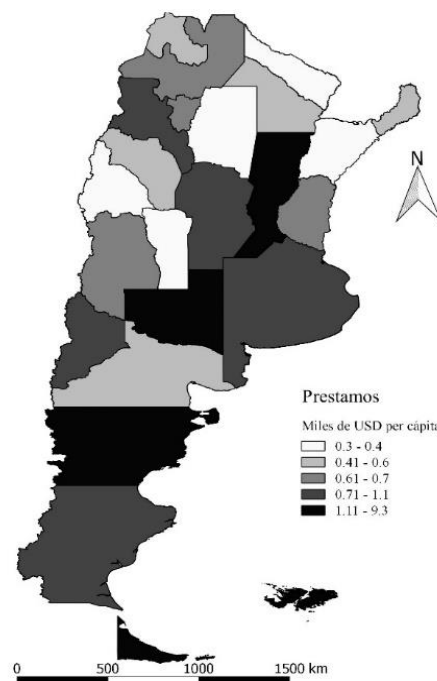 N
Prestamos
Miles de USD per cápita
0.3 - 0.4
0.41 - 0.6
0.61 - 0.7
0.71 - 1.1
1.11 - 9.3
0 500 1000 1500 km